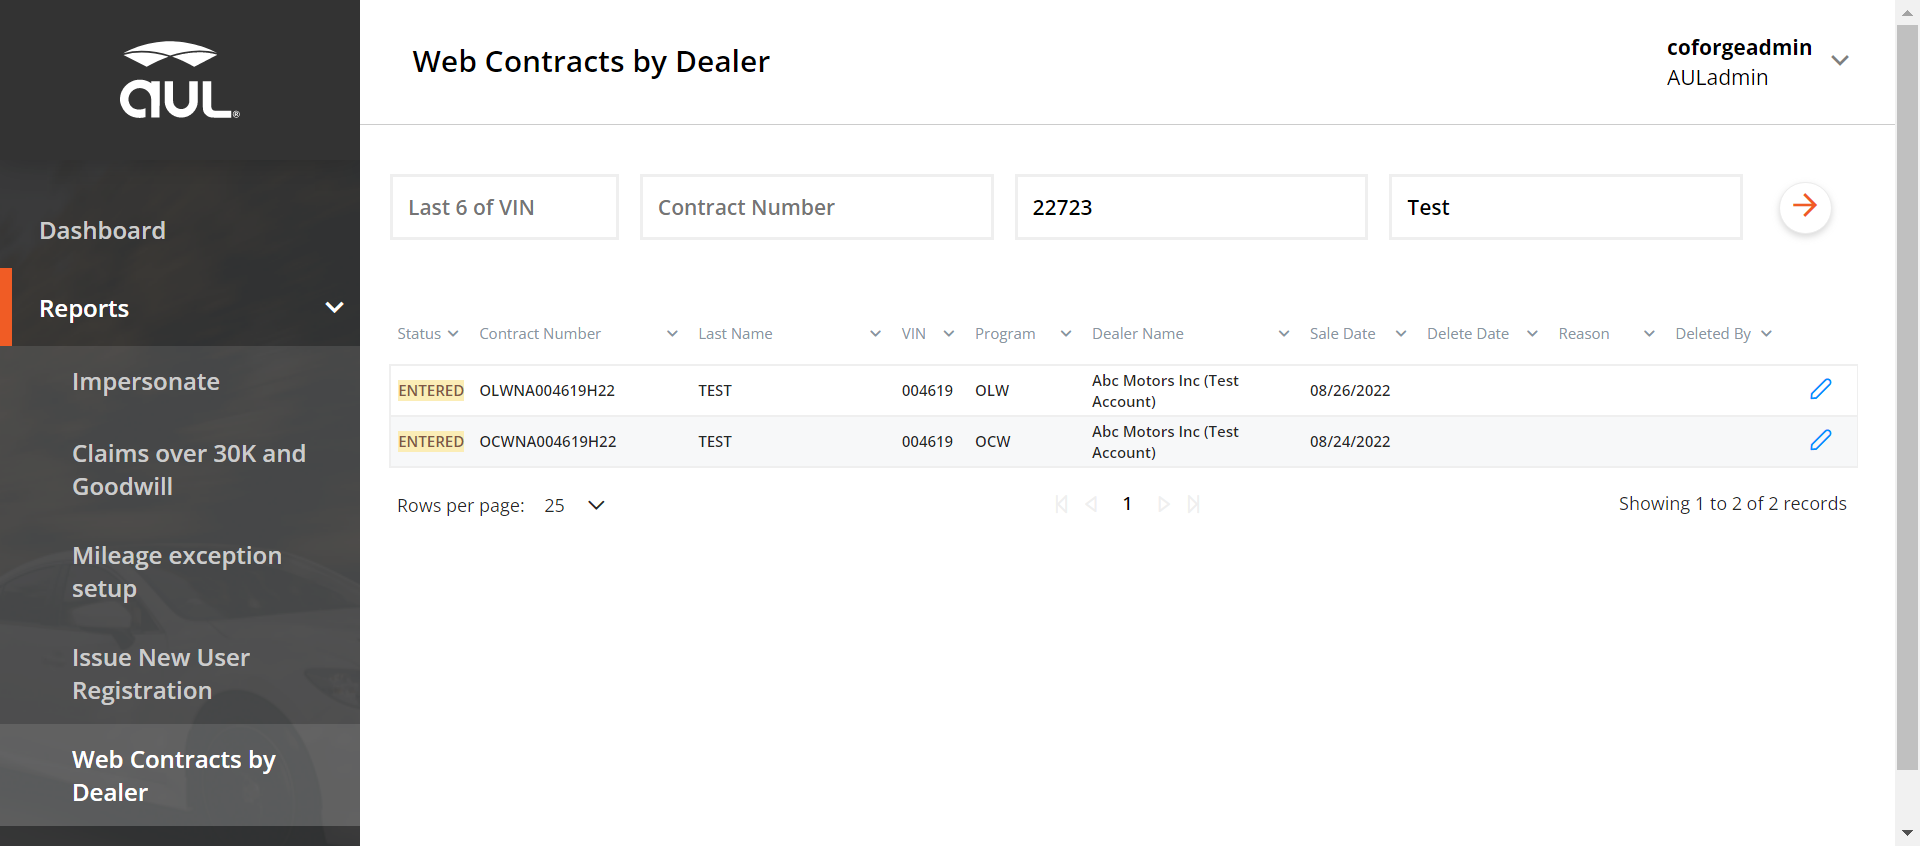 aUL®
Dashboard
Reports
Impersonate
Claims over 30K and
Goodwill
Mileage exception
setup
Issue New User
Registration
Web Contracts by
Dealer
Web Contracts by Dealer
coforgeadmin
AULadmin
Last 6 of VIN Contract Number 22723 Test
Status Contract Number Last Name VIN Program Dealer Name Sale Date Delete Date Reason Deleted By
ENTERED OLWNA004619H22 TEST 004619 OLW Abc Motors Inc (Test Account) 08/26/2022
ENTERED OCWNA004619H22 TEST 004619 OCW Abc Motors Inc (Test Account) 08/24/2022
Rows per page: 25 1 Showing 1 to 2 of 2 records